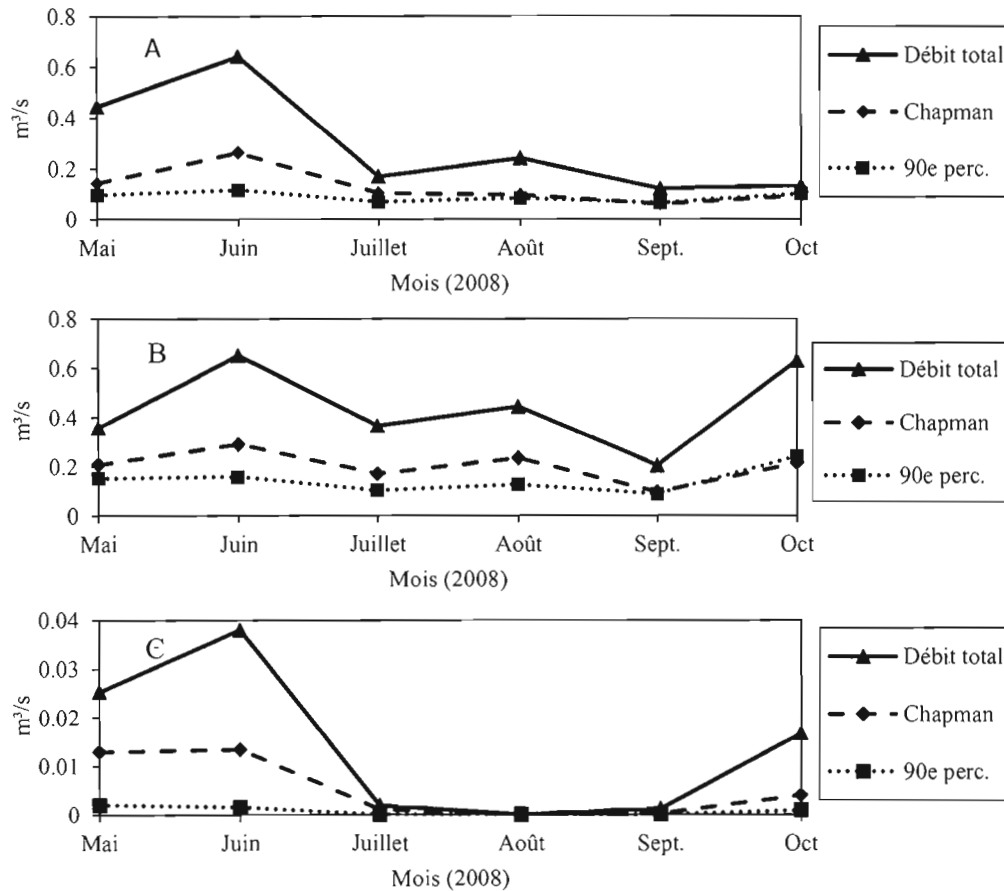 A
0.8
0.6
0.4
0.2
0
m³/s
Mai Juin Juillet Août Sept. Oct
Mois (2008)
Débit total
Chapman
90e perc.
B
0.8
0.6
0.4
0.2
0
m³/s
Mai Juin Juillet Août Sept. Oct
Mois (2008)
Débit total
Chapman
90e perc.
C
0.04
0.03
0.02
0.01
0
m³/s
Mai Juin Juillet Août Sept. Oct
Mois (2008)
Débit total
Chapman
90e perc.